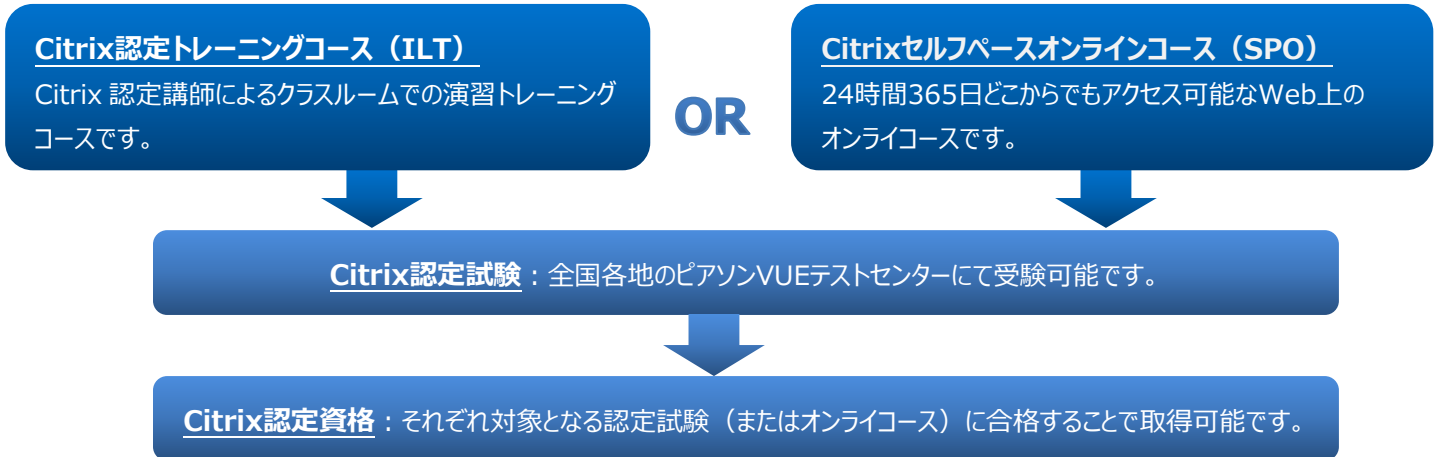 Citrix認定トレーニングコース（ILT）
Citrix 認定講師によるクラスルームでの演習トレーニング
コースです。
OR
Citrixセルフペースオンラインコース（SPO）
24時間365日どこからでもアクセス可能なWeb上の
オンライコースです。
Citrix認定試験：全国各地のピアソンVUEテストセンターにて受験可能です。
Citrix認定資格：それぞれ対象となる認定試験（またはオンライコース）に合格することで取得可能です。